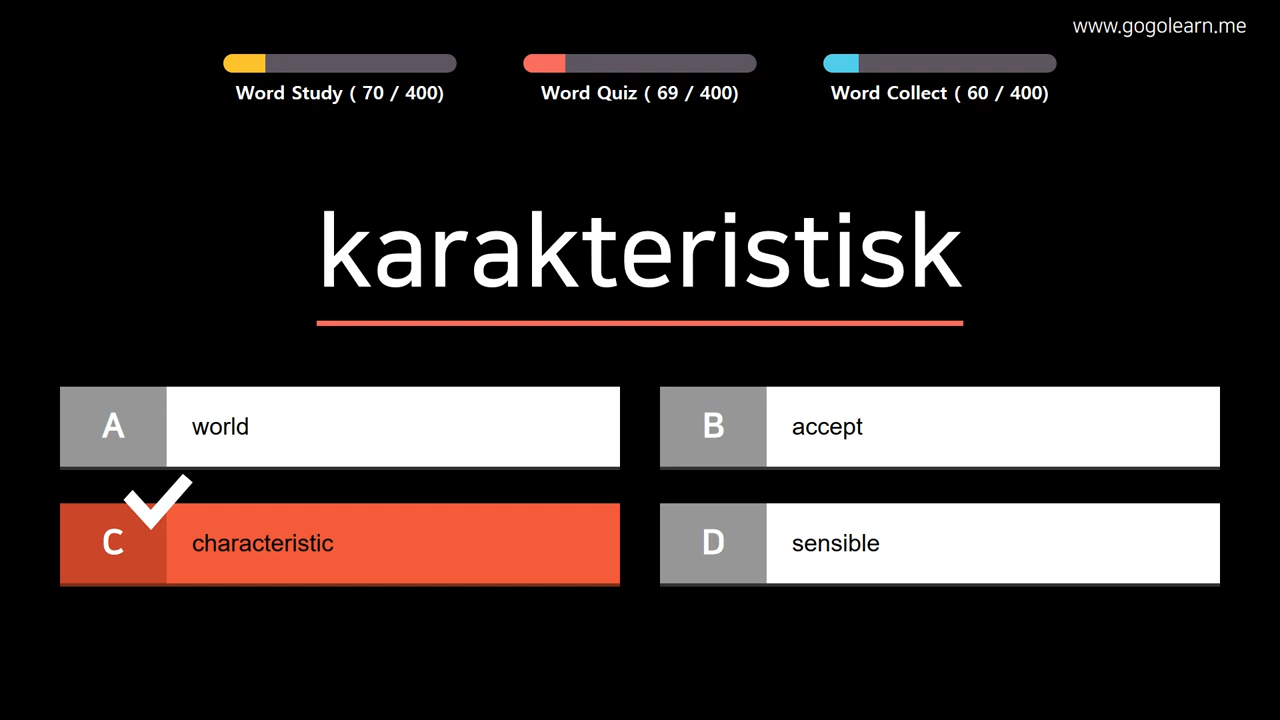 www.gogolearn.me
Word Study ( 70 / 400)
Word Quiz ( 69 / 400)
Word Collect ( 60 / 400)
karakteristisk
A
world
B
accept
C
characteristic
D
sensible